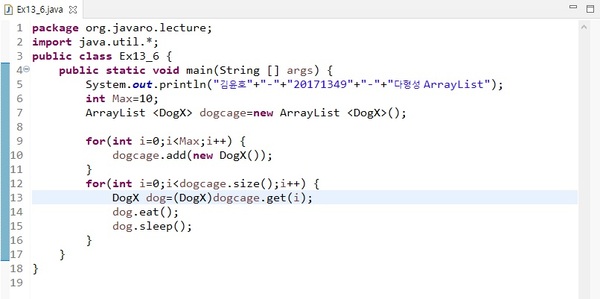 Ex13_6.java
1 package org.javaro.lecture;
2 import java.util.*;
3 public class Ex13_6 {
4 public static void main(String [] args) {
5 System.out.println("김윤호"+"-"+"20171349"+"-"+"다형성 ArrayList");
6 int Max=10;
7 ArrayList <DogX> dogcage=new ArrayList <DogX>();
8
9 for(int i=0;i<Max;i++) {
10 dogcage.add(new DogX());
11 }
12 for(int i=0;i<dogcage.size();i++) {
13 DogX dog=(DogX)dogcage.get(i);
14 dog.eat();
15 dog.sleep();
16 }
17 }
18 }
19